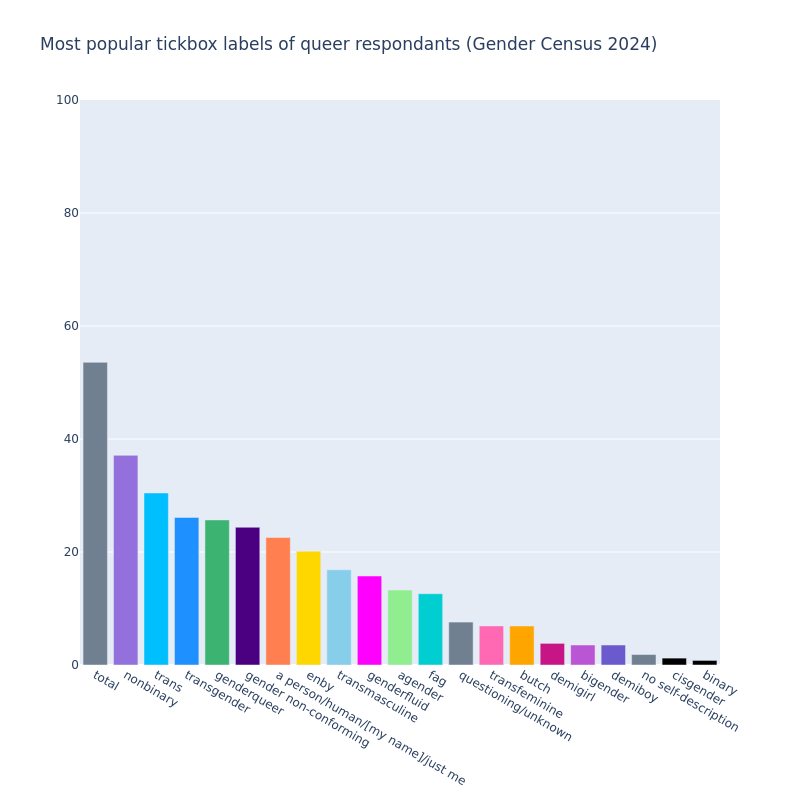 Most popular tickbox labels of queer respondants (Gender Census 2024)
100
80
60
40
20
0
total
nonbinary
trans
transgender
genderqueer
gender non-conforming
a person/human/[my name]/just me
enby
transmasculine
genderfluid
agender
fag
questioning/unknown
transfeminine
butch
demigirl
bigender
demiboy
no self-description
cisgender
binary